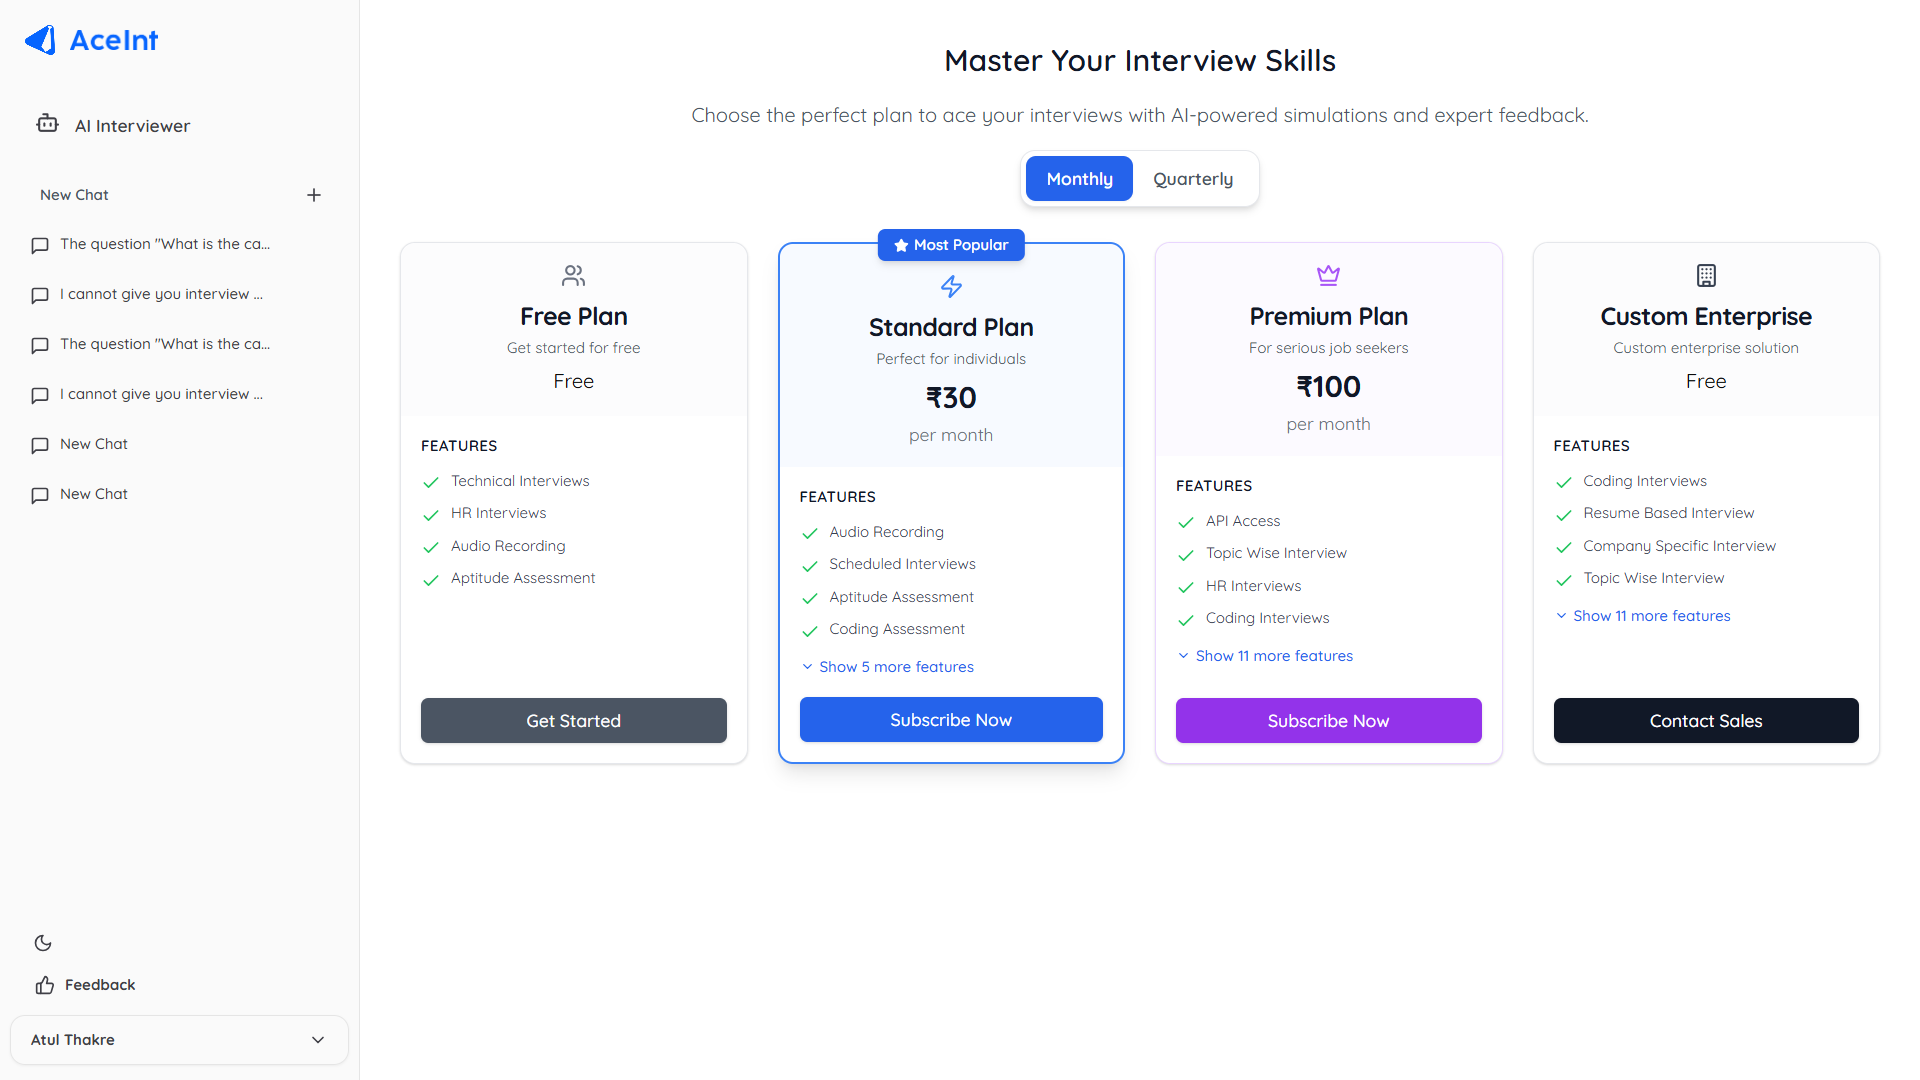 AceInt
AI Interviewer
New Chat
The question "What is the ca...
I cannot give you interview ...
The question "What is the ca...
I cannot give you interview ...
New Chat
New Chat
Feedback
Atul Thakre
Master Your Interview Skills
Choose the perfect plan to ace your interviews with AI-powered simulations and expert feedback.
Monthly
Quarterly
Free Plan
Get started for free
Free
FEATURES
Technical Interviews
HR Interviews
Audio Recording
Aptitude Assessment
Get Started
Most Popular
Standard Plan
Perfect for individuals
₹30
per month
FEATURES
Audio Recording
Scheduled Interviews
Aptitude Assessment
Coding Assessment
Show 5 more features
Subscribe Now
Premium Plan
For serious job seekers
₹100
per month
FEATURES
API Access
Topic Wise Interview
HR Interviews
Coding Interviews
Show 11 more features
Subscribe Now
Custom Enterprise
Custom enterprise solution
Free
FEATURES
Coding Interviews
Resume Based Interview
Company Specific Interview
Topic Wise Interview
Show 11 more features
Contact Sales